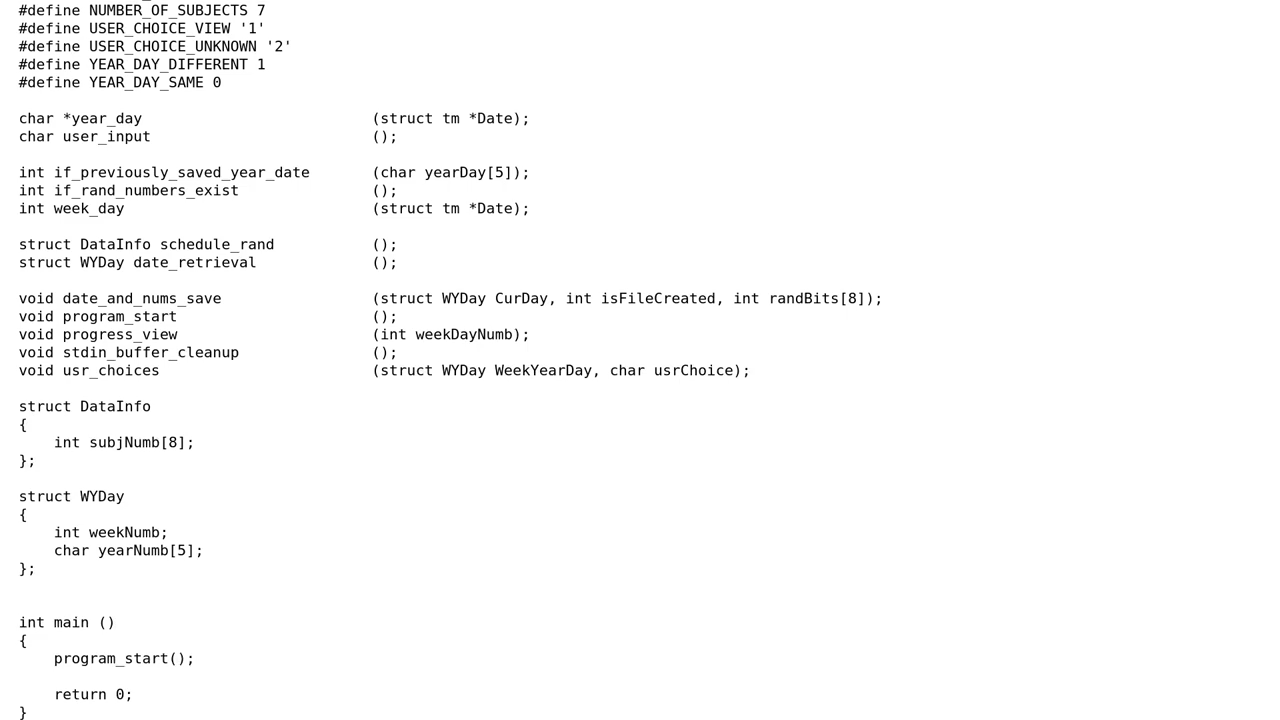 #define NUMBER_OF_SUBJECTS 7
#define USER_CHOICE_VIEW '1'
#define USER_CHOICE_UNKNOWN '2'
#define YEAR_DAY_DIFFERENT 1
#define YEAR_DAY_SAME 0
char *year_day (struct tm *Date);
char user_input ();
int if_previously_saved_year_date (char yearDay[5]);
int if_rand_numbers_exist ();
int week_day (struct tm *Date);
struct DataInfo schedule_rand ();
struct WYDay date_retrieval ();
void date_and_nums_save (struct WYDay CurDay, int isFileCreated, int randBits[8]);
void program_start ();
void progress_view (int weekDayNumb);
void stdin_buffer_cleanup ();
void usr_choices (struct WYDay WeekYearDay, char usrChoice);
struct DataInfo
{
    int subjNumb[8];
};
struct WYDay
{
    int weekNumb;
    char yearNumb[5];
};
int main ()
{
    program_start();
    return 0;
}